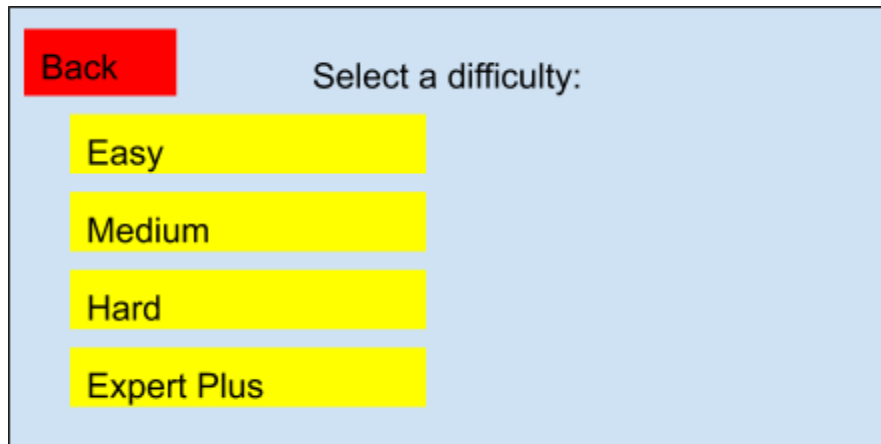 Back
Select a difficulty:
Easy
Medium
Hard
Expert Plus